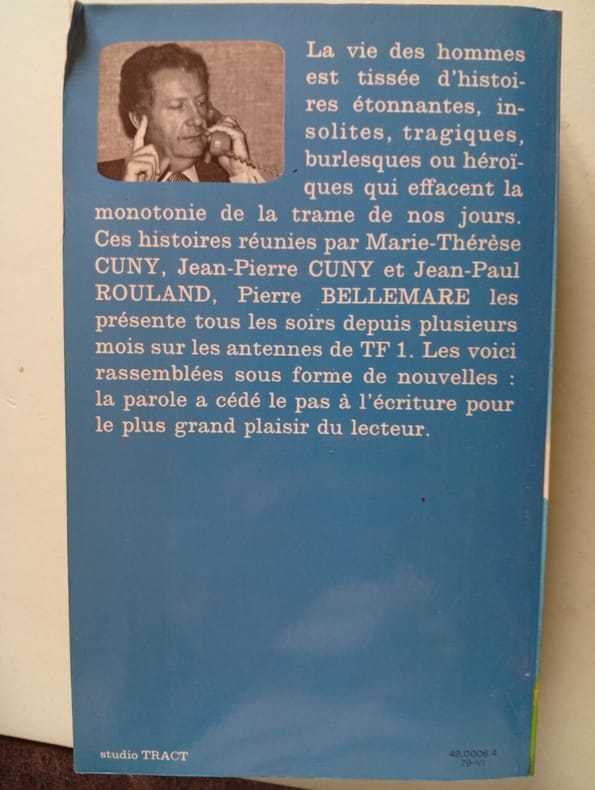 La vie des hommes
est tissée d'histoi-
res étonnantes, in-
solites, tragiques,
burlesques ou héroï-
ques qui effacent la
monotonie de la trame de nos jours.
Ces histoires réunies par Marie-Thérèse
CUNY, Jean-Pierre CUNY et Jean-Paul
ROULAND, Pierre BELLEMARE les
présente tous les soirs depuis plusieurs
mois sur les antennes de TF 1. Les voici
rassemblées sous forme de nouvelles :
la parole a cédé le pas à l'écriture pour
le plus grand plaisir du lecteur.
studio TRACT
49.0006.4
79-VI